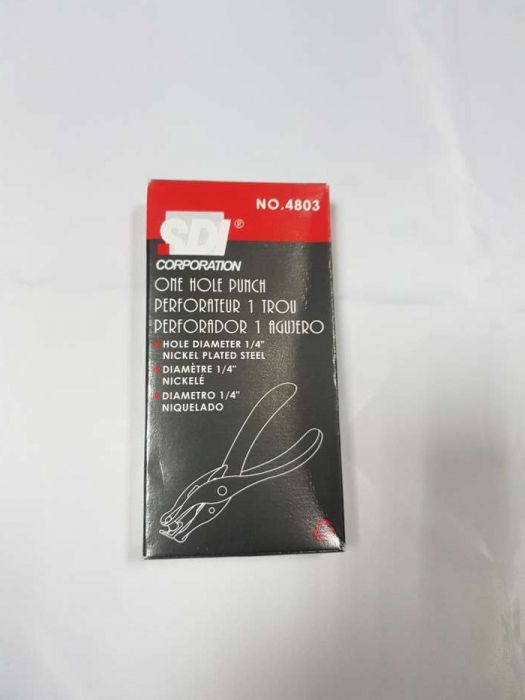 NO.4803
SDI®
CORPORATION
ONE HOLE PUNCH
PERFORATEUR 1 TROU
PERFORADOR 1 AGUJERO
HOLE DIAMETER 1/4"
NICKEL PLATED STEEL
DIAMÈTRE 1/4"
NICKELÉ
DIAMETRO 1/4"
NIQUELADO